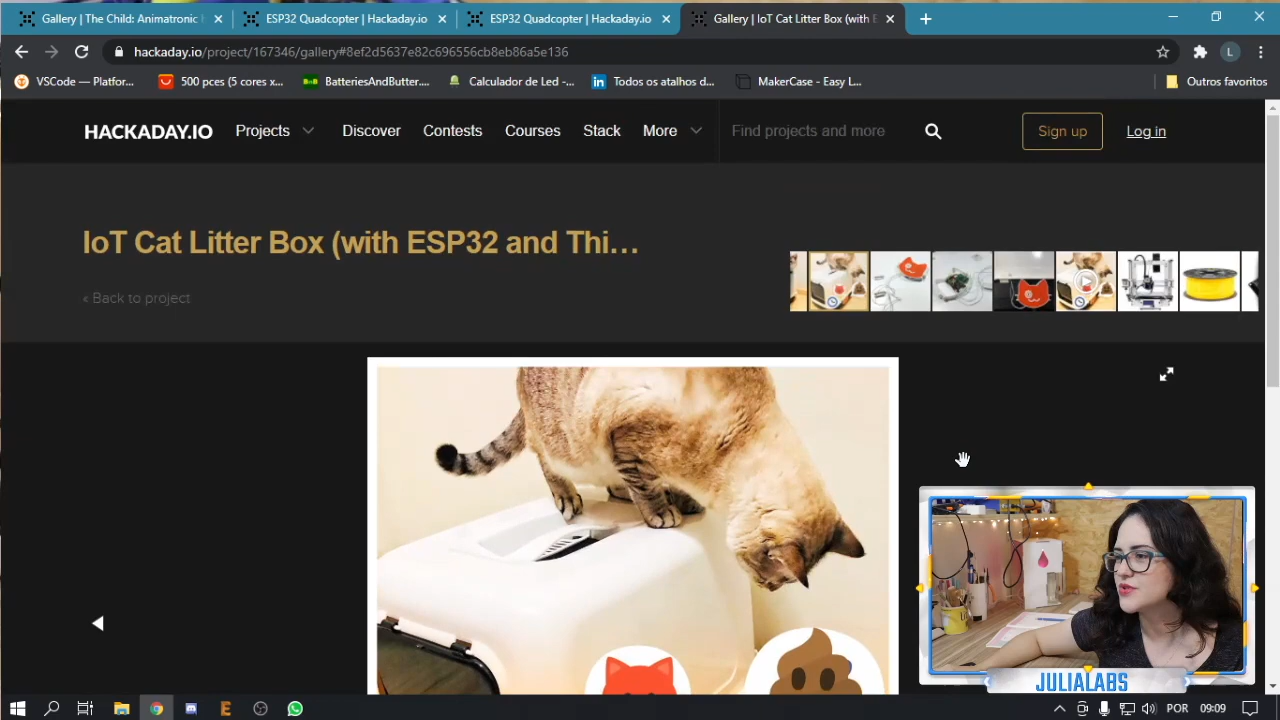 Gallery | The Child: Animatronic
ESP32 Quadcopter | Hackaday.io
ESP32 Quadcopter | Hackaday.io
Gallery | IoT Cat Litter Box (with E
hackaday.io/project/167346/gallery#8ef2d5637e82c696556cb8eb86a5e136
L
VSCode — Platfor...
500 pces (5 cores x...
BatteriesAndButter....
Calculador de Led -...
Todos os atalhos d...
MakerCase - Easy L...
Outros favoritos
HACKADAY.IO
Projects
Discover
Contests
Courses
Stack
More
Find projects and more
Sign up
Log in
IoT Cat Litter Box (with ESP32 and Thi...
« Back to project
JULIALABS
POR
09:09